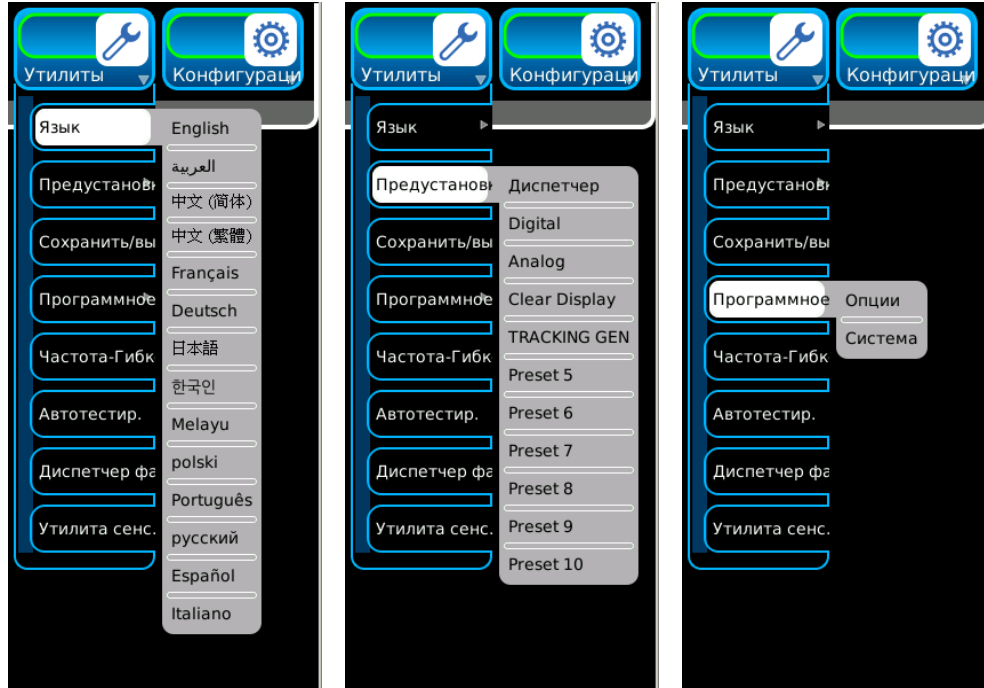 Утилиты
Конфигураци
Язык
Предустанов
Сохранить/вы
Программное
Частота-Гибк
Автотестир.
Диспетчер фа
Утилита сенс.
English
العربية
中文 (简体)
中文 (繁體)
Français
Deutsch
日本語
한국인
Melayu
polski
Português
русский
Español
Italiano
Утилиты
Конфигураци
Язык
Предустанов
Сохранить/вы
Программное
Частота-Гибк
Автотестир.
Диспетчер фа
Утилита сенс.
Диспетчер
Digital
Analog
Clear Display
TRACKING GEN
Preset 5
Preset 6
Preset 7
Preset 8
Preset 9
Preset 10
Утилиты
Конфигураци
Язык
Предустанов
Сохранить/вы
Программное
Частота-Гибк
Автотестир.
Диспетчер фа
Утилита сенс.
Опции
Система